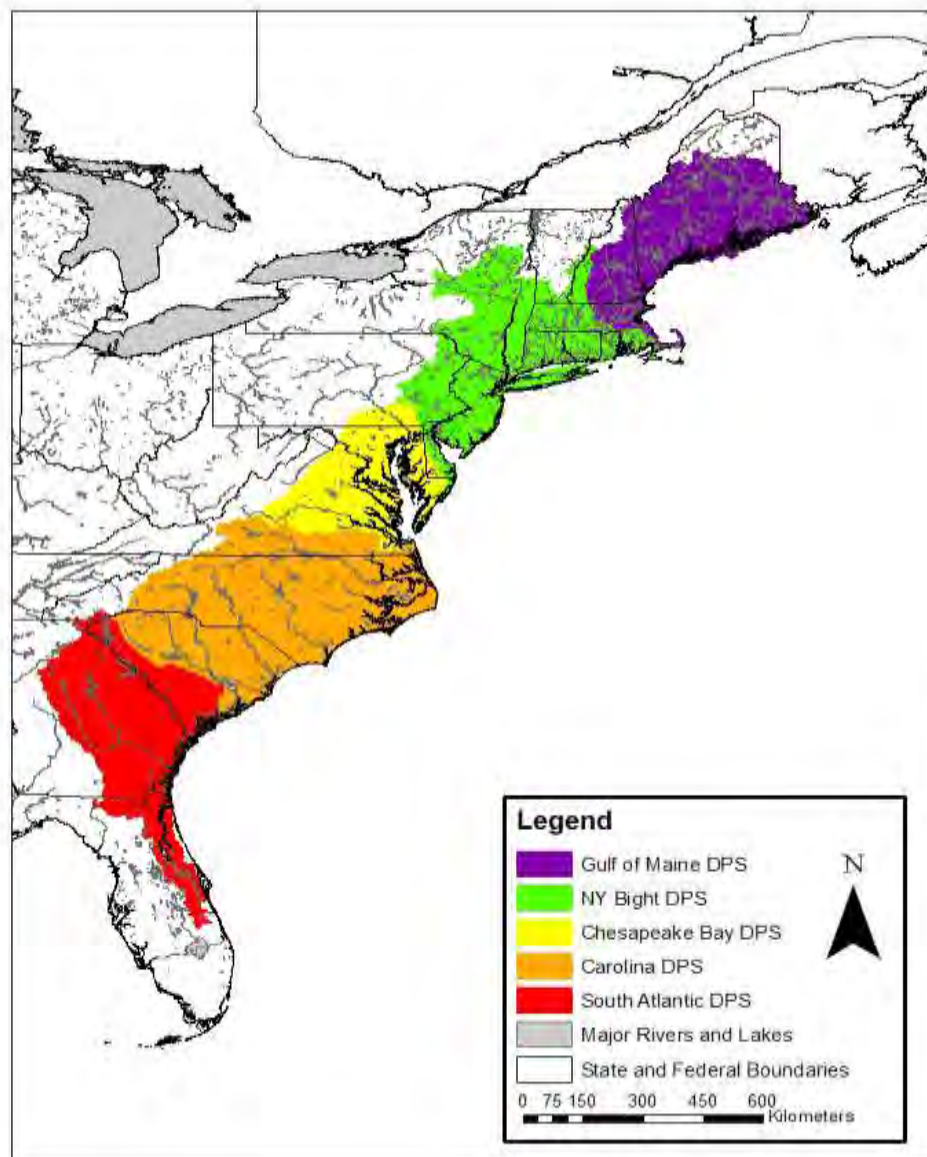 Legend
N
Gulf of Maine DPS
NY Bight DPS
Chesapeake Bay DPS
Carolina DPS
South Atlantic DPS
Major Rivers and Lakes
State and Federal Boundaries
0 75 150 300 450 600
Kilometers